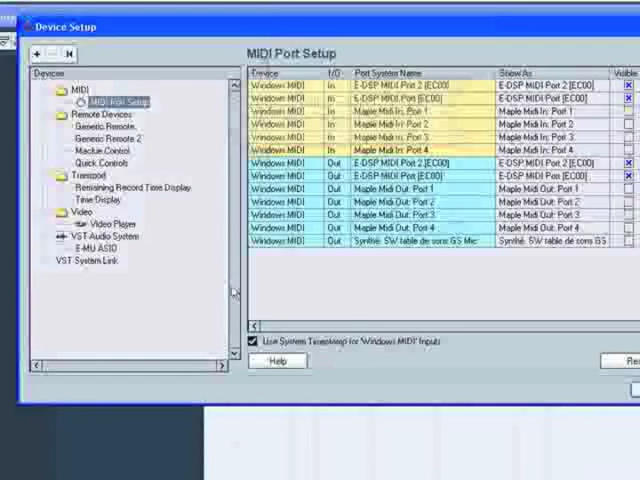 Device Setup
+ −
MIDI Port Setup
Devices
MIDI
MIDI Port Setup
Remote Devices
Generic Remote
Generic Remote 2
Mackie Control
Quick Controls
Transport
Remaining Record Time Display
Time Display
Video
Video Player
VST Audio System
E-MU ASIO
VST System Link
Device I/O Port System Name Show As Visible
Windows MIDI In E-DSP MIDI Port 2 [EC00] E-DSP MIDI Port 2 [EC00]
Windows MIDI In E-DSP MIDI Port [EC00] E-DSP MIDI Port [EC00]
Windows MIDI In Maple Midi In: Port 1 Maple Midi In: Port 1
Windows MIDI In Maple Midi In: Port 2 Maple Midi In: Port 2
Windows MIDI In Maple Midi In: Port 3 Maple Midi In: Port 3
Windows MIDI In Maple Midi In: Port 4 Maple Midi In: Port 4
Windows MIDI Out E-DSP MIDI Port 2 [EC00] E-DSP MIDI Port 2 [EC00]
Windows MIDI Out E-DSP MIDI Port [EC00] E-DSP MIDI Port [EC00]
Windows MIDI Out Maple Midi Out: Port 1 Maple Midi Out: Port 1
Windows MIDI Out Maple Midi Out: Port 2 Maple Midi Out: Port 2
Windows MIDI Out Maple Midi Out: Port 3 Maple Midi Out: Port 3
Windows MIDI Out Maple Midi Out: Port 4 Maple Midi Out: Port 4
Windows MIDI Out Synthé. SW table de sons GS Mic Synthé. SW table de sons GS
Use System Timestamp for 'Windows MIDI' Inputs
Help